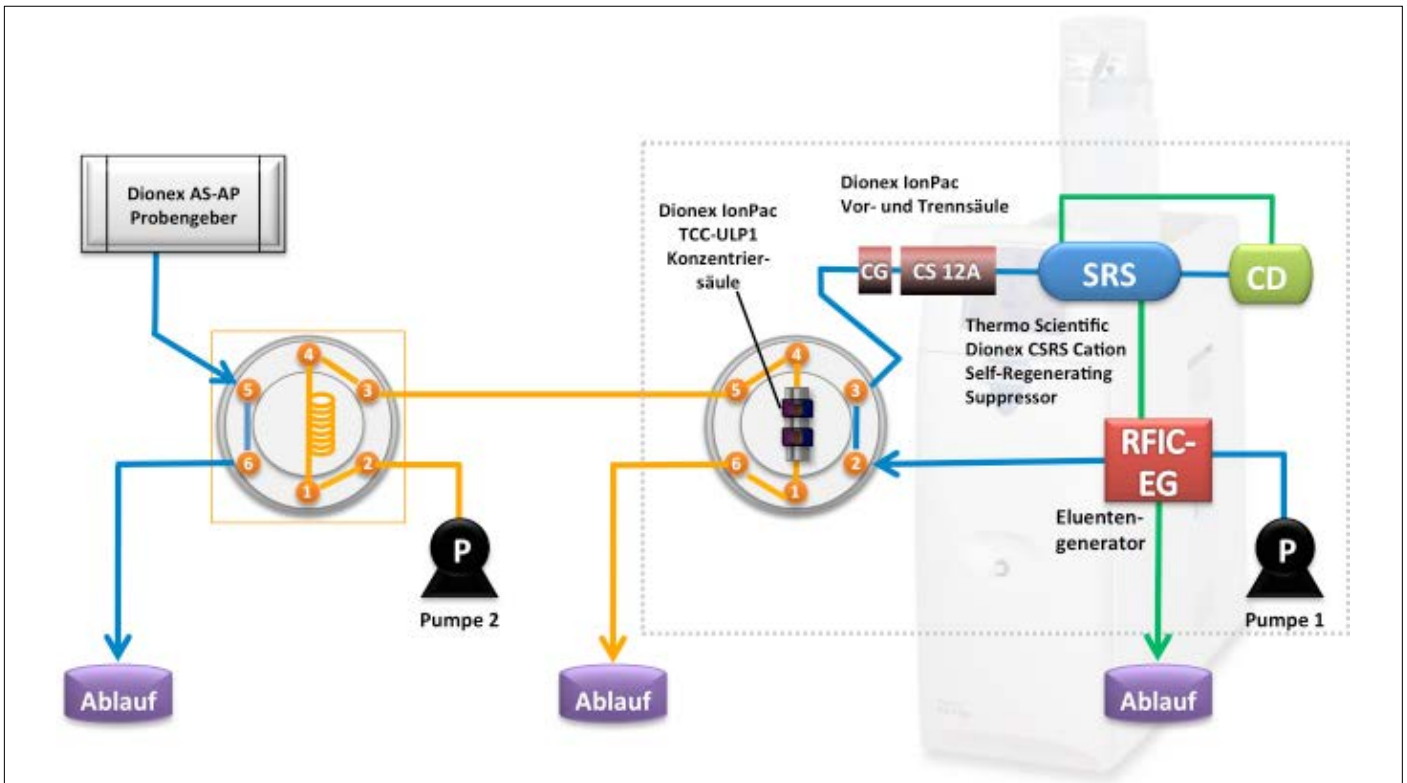 Dionex AS-AP
Probengeber
Dionex IonPac
TCC-ULP1
Konzentrier-
säule
Dionex IonPac
Vor- und Trennsäule
CG
CS 12A
SRS
CD
Thermo Scientific
Dionex CSRS Cation
Self-Regenerating
Suppressor
4
5
3
6
2
1
4
5
3
6
2
1
RFIC-
EG
Eluenten-
generator
P
Pumpe 2
P
Pumpe 1
Ablauf
Ablauf
Ablauf